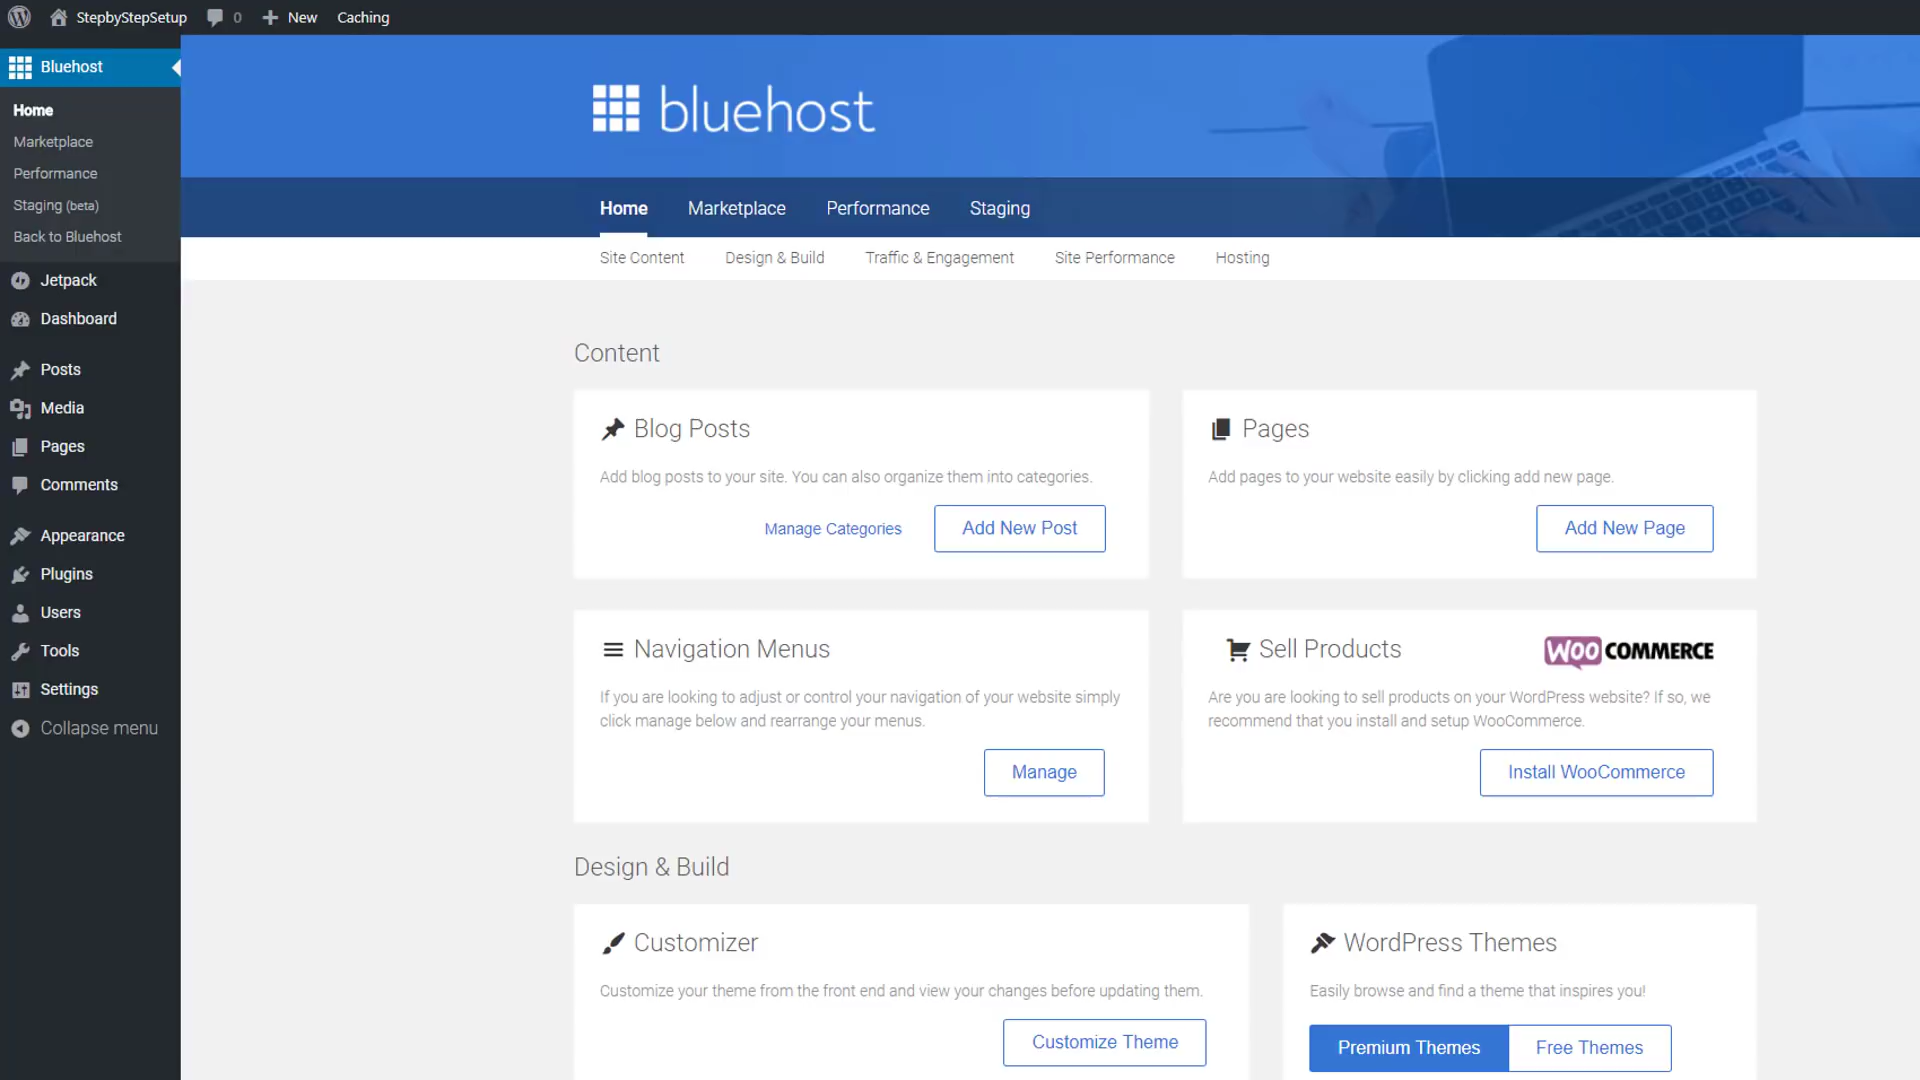 StepbyStepSetup 0 New Caching
Bluehost
Home
Marketplace
Performance
Staging (beta)
Back to Bluehost
Jetpack
Dashboard
Posts
Media
Pages
Comments
Appearance
Plugins
Users
Tools
Settings
Collapse menu
bluehost
Home Marketplace Performance Staging
Site Content Design & Build Traffic & Engagement Site Performance Hosting
Content
Blog Posts
Add blog posts to your site. You can also organize them into categories.
Manage Categories Add New Post
Pages
Add pages to your website easily by clicking add new page.
Add New Page
Navigation Menus
If you are looking to adjust or control your navigation of your website simply
click manage below and rearrange your menus.
Manage
Sell Products WOO COMMERCE
Are you are looking to sell products on your WordPress website? If so, we
recommend that you install and setup WooCommerce.
Install WooCommerce
Design & Build
Customizer
Customize your theme from the front end and view your changes before updating them.
Customize Theme
WordPress Themes
Easily browse and find a theme that inspires you!
Premium Themes Free Themes